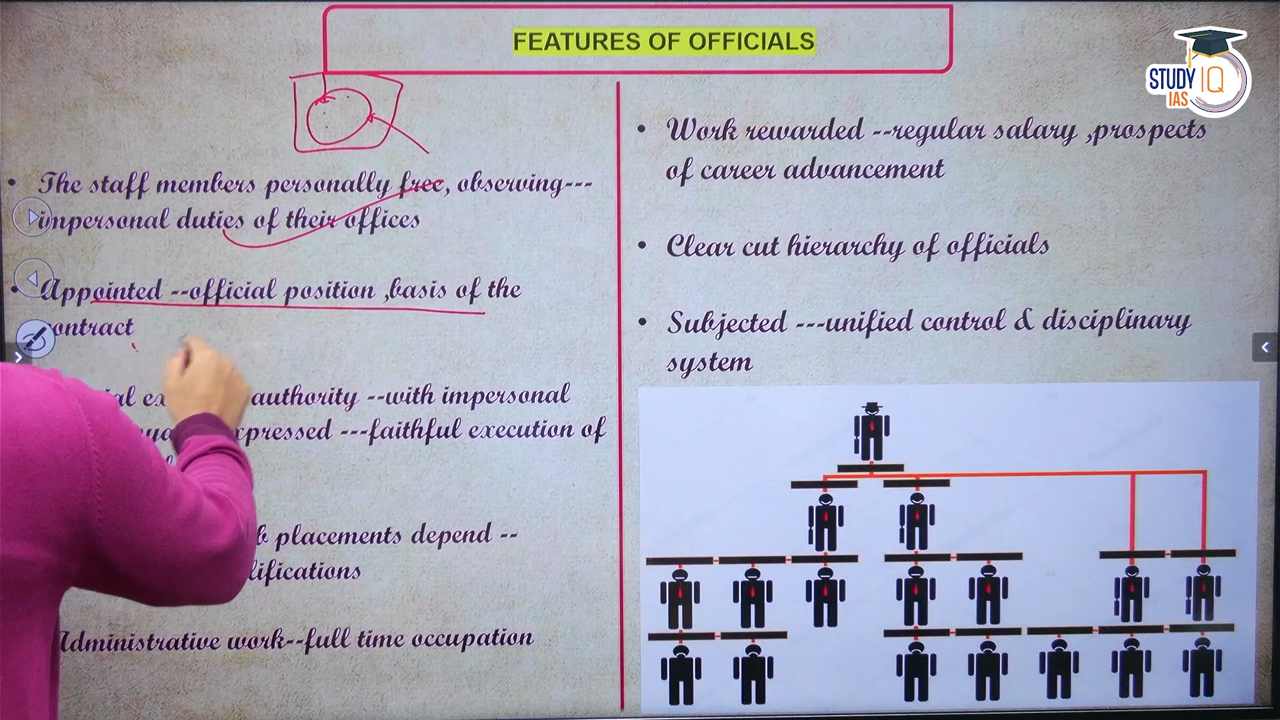 FEATURES OF OFFICIALS
STUDY IQ
IAS
• The staff members personally free, observing---
impersonal duties of their offices
• Appointed --official position ,basis of the
ontract
authority --with impersonal
xpressed ---faithful execution of
placements depend --
lifications
Administrative work--full time occupation
• Work rewarded --regular salary ,prospects
of career advancement
• Clear cut hierarchy of officials
• Subjected ---unified control & disciplinary
system